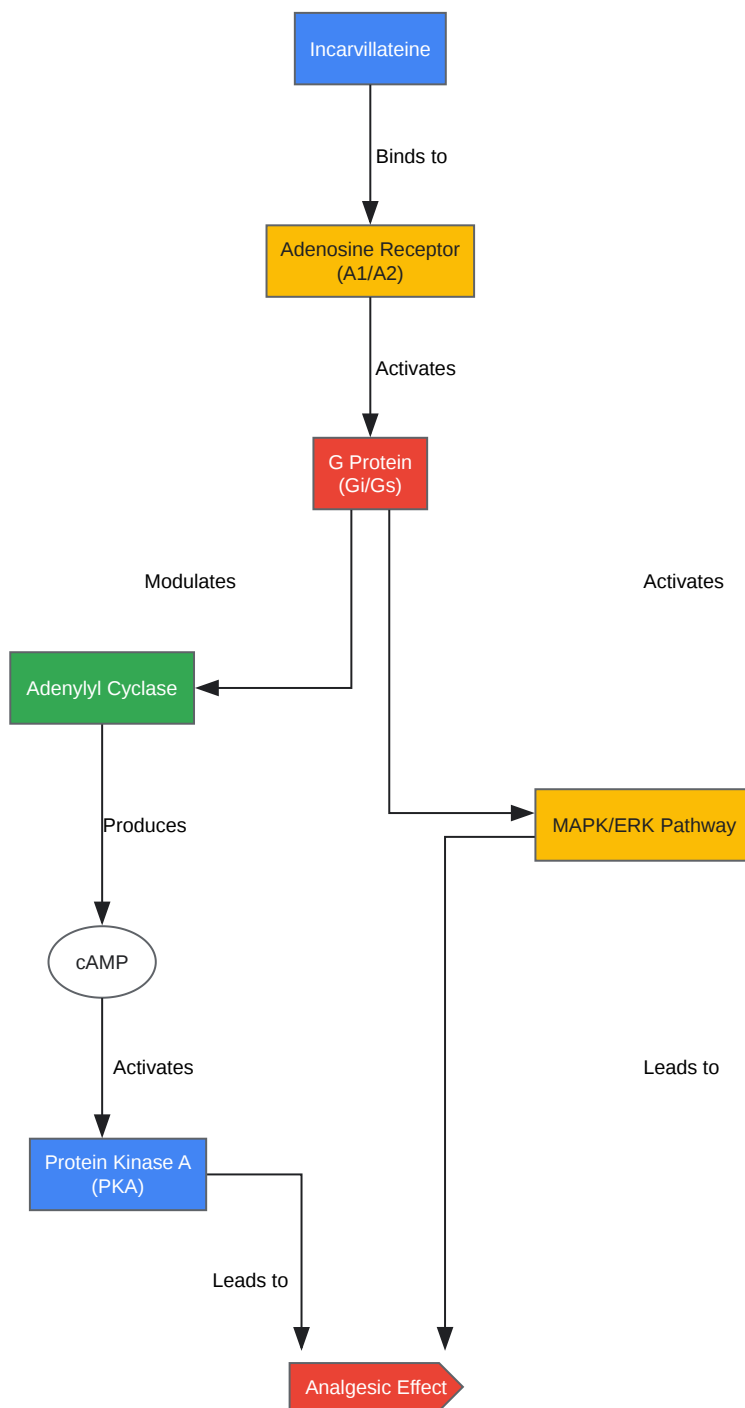 Incarvillateine
Binds to
Adenosine Receptor
(A1/A2)
Activates
G Protein
(Gi/Gs)
Modulates
Activates
Adenylyl Cyclase
Produces
MAPK/ERK Pathway
cAMP
Activates
Leads to
Protein Kinase A
(PKA)
Leads to
Analgesic Effect